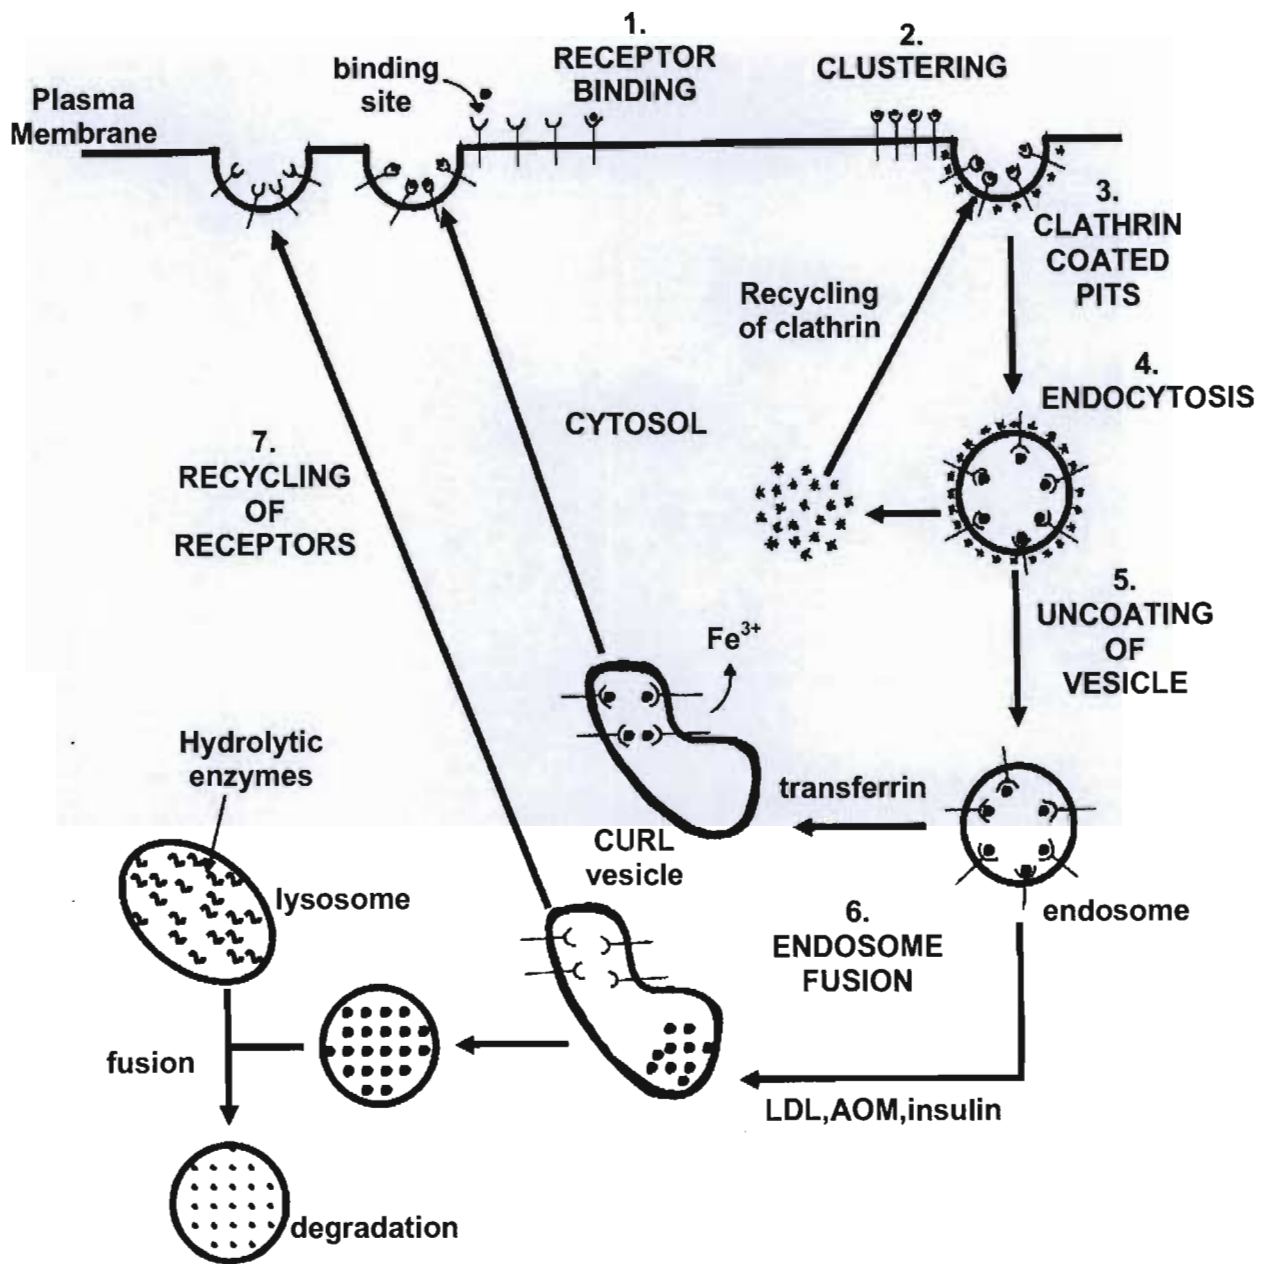 1.
RECEPTOR
BINDING
2.
CLUSTERING
binding
site
Plasma
Membrane
3.
CLATHRIN
COATED
PITS
Recycling
of clathrin
4.
ENDOCYTOSIS
CYTOSOL
7.
RECYCLING
OF
RECEPTORS
5.
UNCOATING
OF
VESICLE
Fe3+
Hydrolytic
enzymes
transferrin
CURL
vesicle
lysosome
endosome
6.
ENDOSOME
FUSION
fusion
LDL,AOM,insulin
degradation